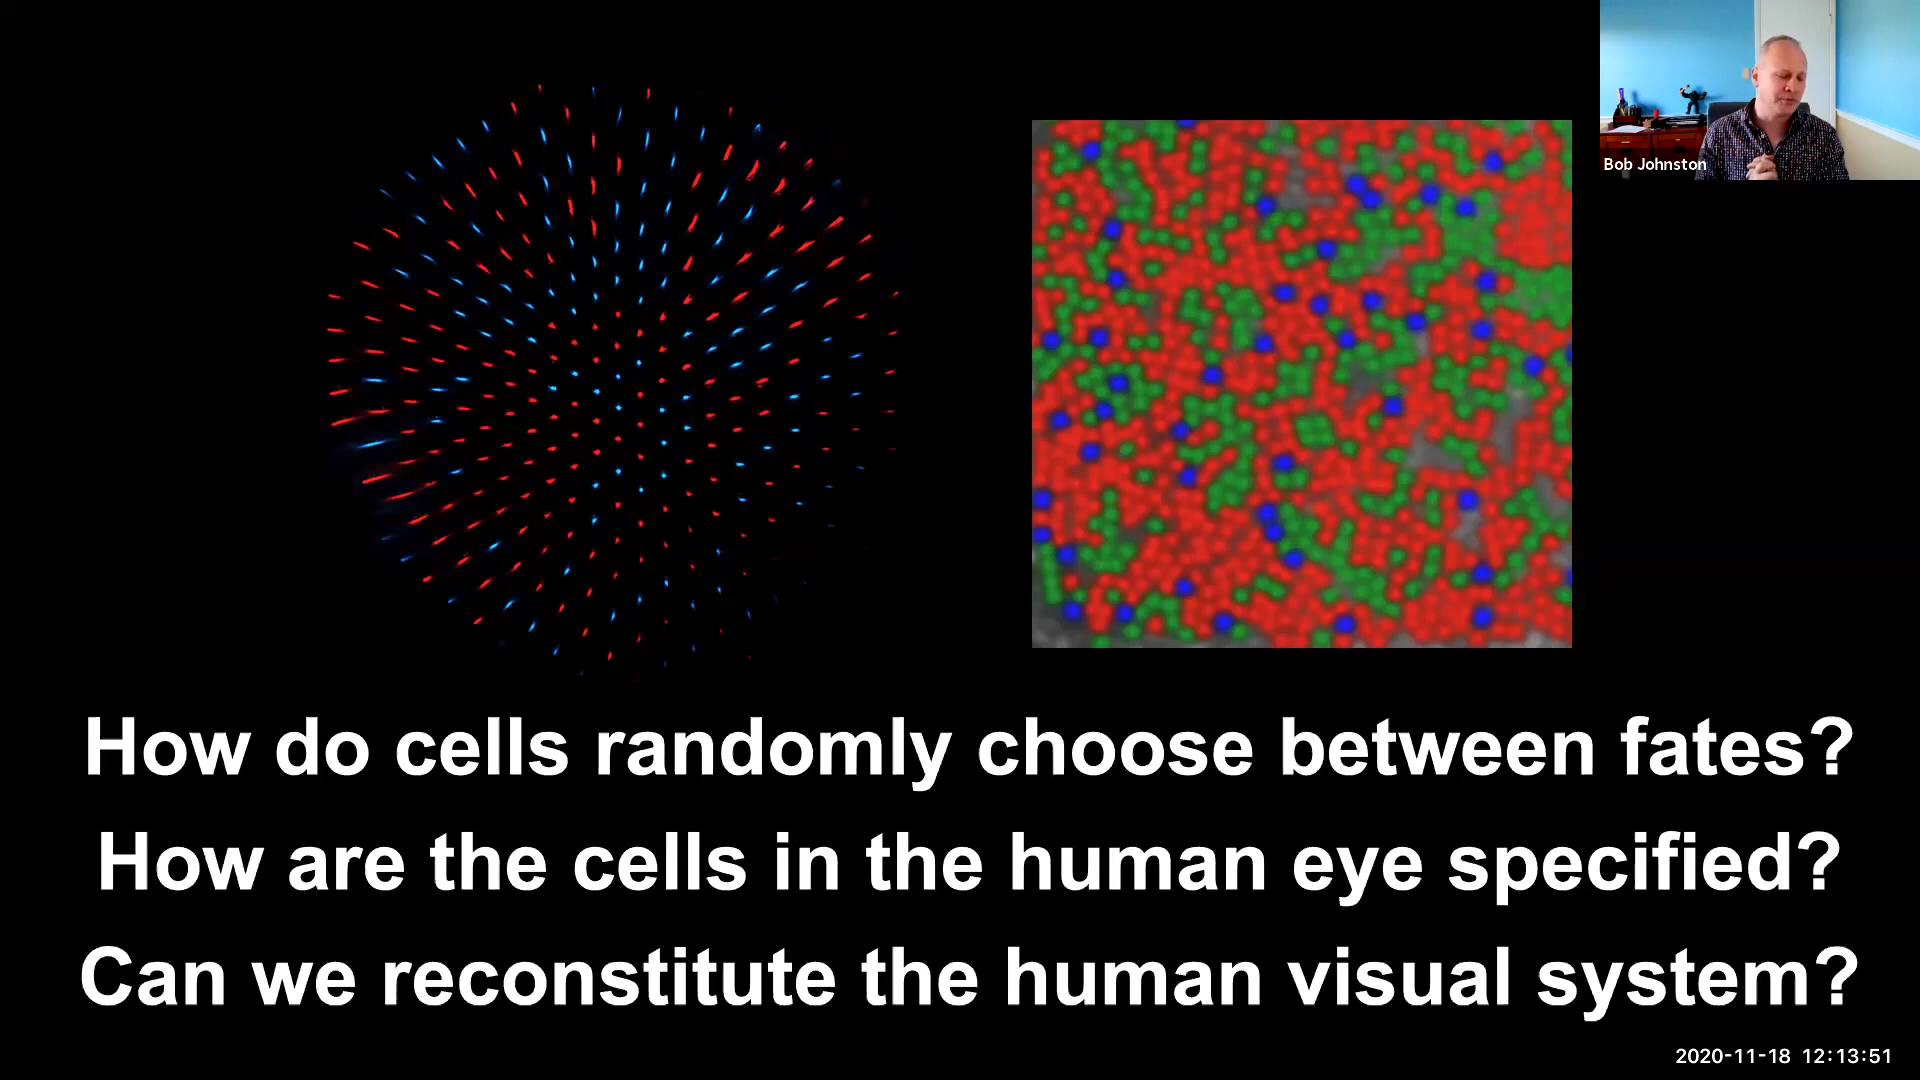 Bob Johnston
How do cells randomly choose between fates?
How are the cells in the human eye specified?
Can we reconstitute the human visual system?
2020-11-18 12:13:51